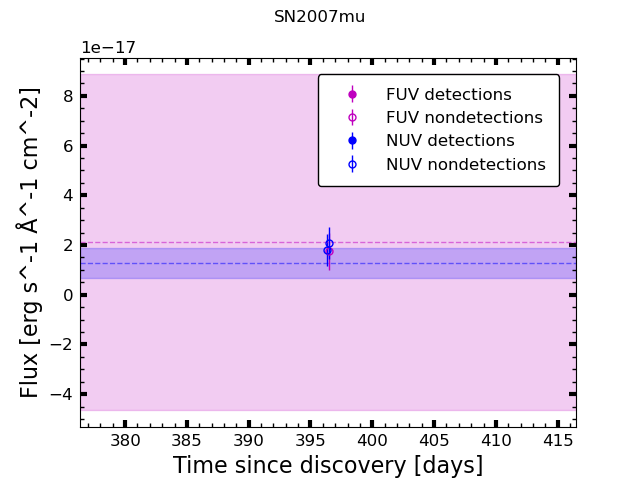 SN2007mu
1e−17
FUV detections
FUV nondetections
NUV detections
NUV nondetections
8
6
4
2
0
−2
−4
Flux [erg s^-1 Å^-1 cm^-2]
380 385 390 395 400 405 410 415
Time since discovery [days]